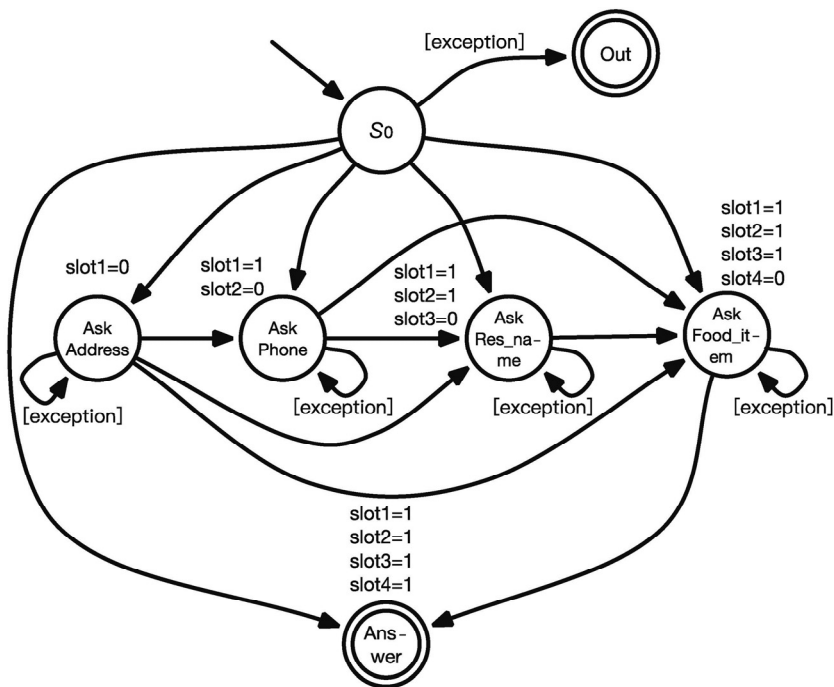 [exception]
Out
S0
slot1=1
slot2=1
slot3=1
slot4=0
slot1=0
slot1=1
slot2=0
slot1=1
slot2=1
slot3=0
Ask
Address
Ask
Phone
Ask
Res_na-
me
Ask
Food_it-
em
[exception]
[exception]
[exception]
[exception]
slot1=1
slot2=1
slot3=1
slot4=1
Ans-
wer